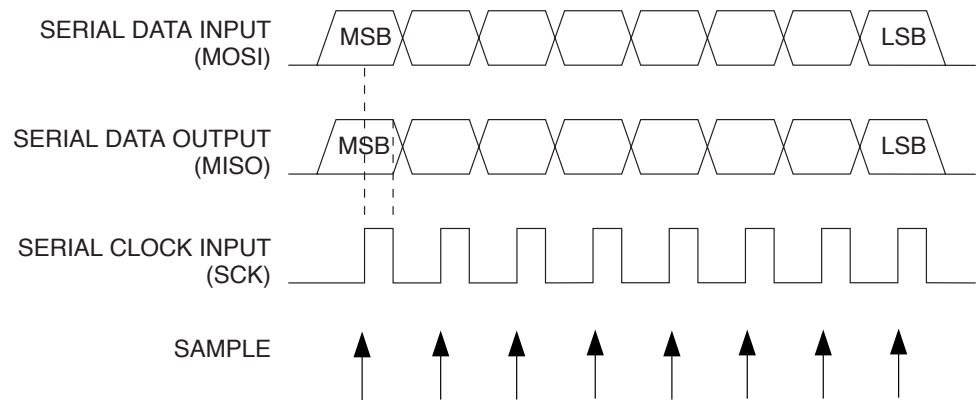 SERIAL DATA INPUT
(MOSI)
MSB
LSB
SERIAL DATA OUTPUT
(MISO)
MSB
LSB
SERIAL CLOCK INPUT
(SCK)
SAMPLE